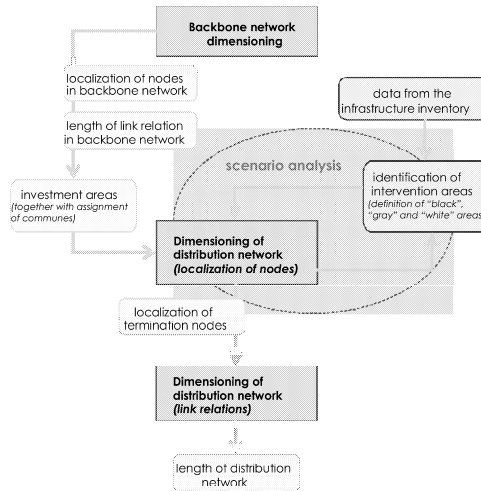 Backbone network
dimensioning
localization of nodes
in backbone network
data from the
infrastructure inventory
length of link relation
in backbone network
scenario analysis
identification of
intervention areas
(definition of “black”,
“gray” and “white” areas
investment areas
(together with assignment
of communes)
Dimensioning of
distribution network
(localization of nodes)
localization of
termination nodes
Dimensioning of
distribution network
(link relations)
length of distribution
network